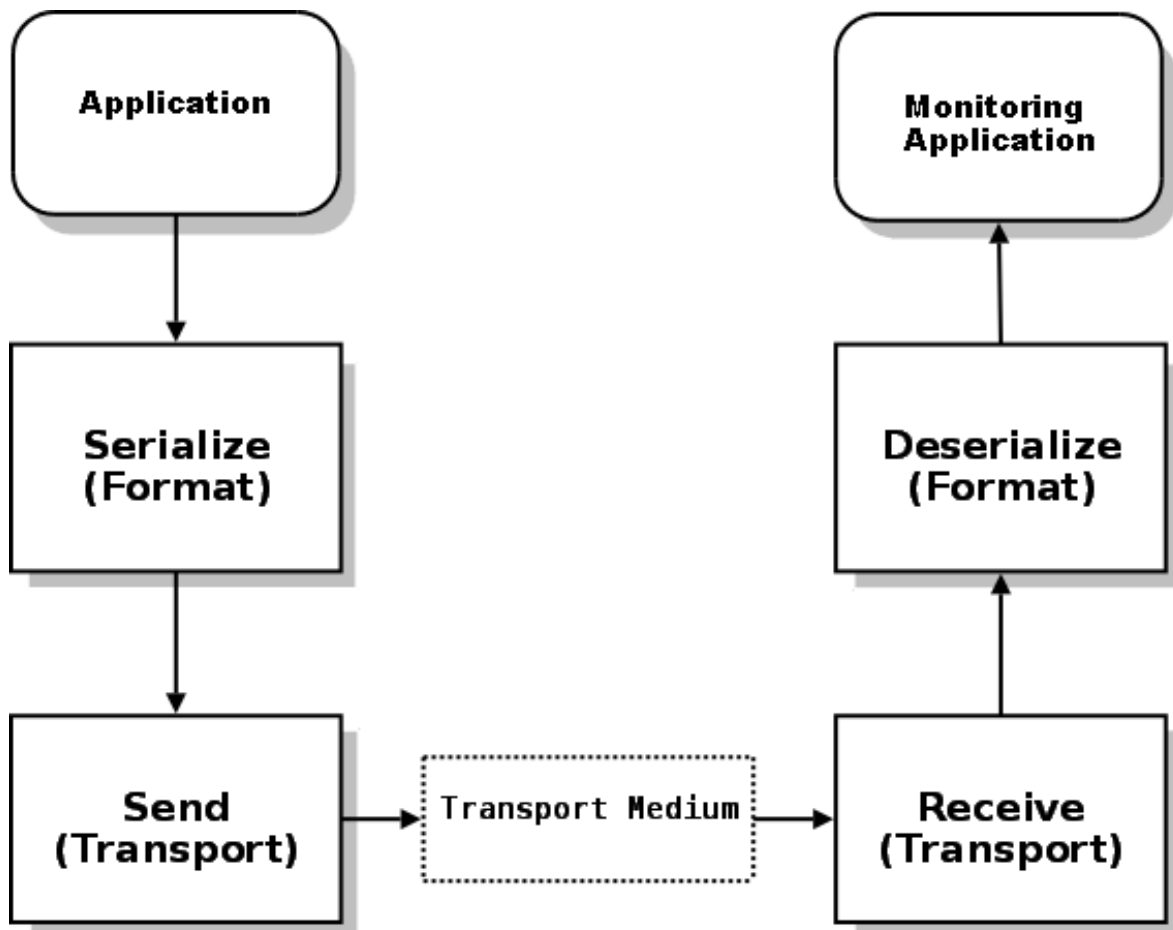 Application
Monitoring
Application
Serialize
(Format)
Deserialize
(Format)
Send
(Transport)
Transport Medium
Receive
(Transport)